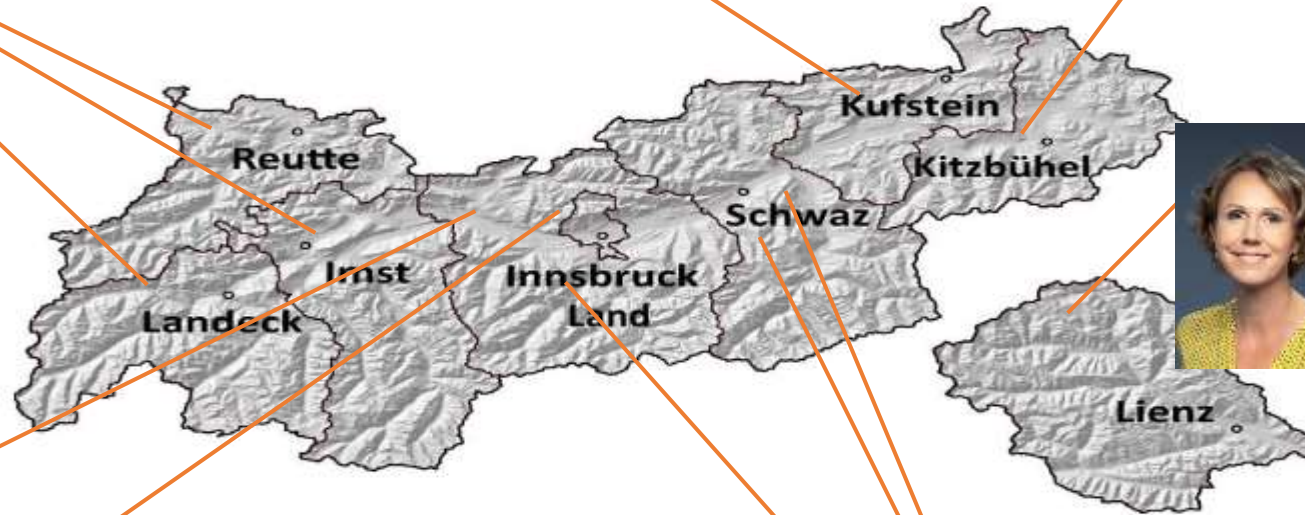 Kufstein
Reutte
Kitzbühel
Schwaz
Imst
Innsbruck
Land
Landeck
Lienz